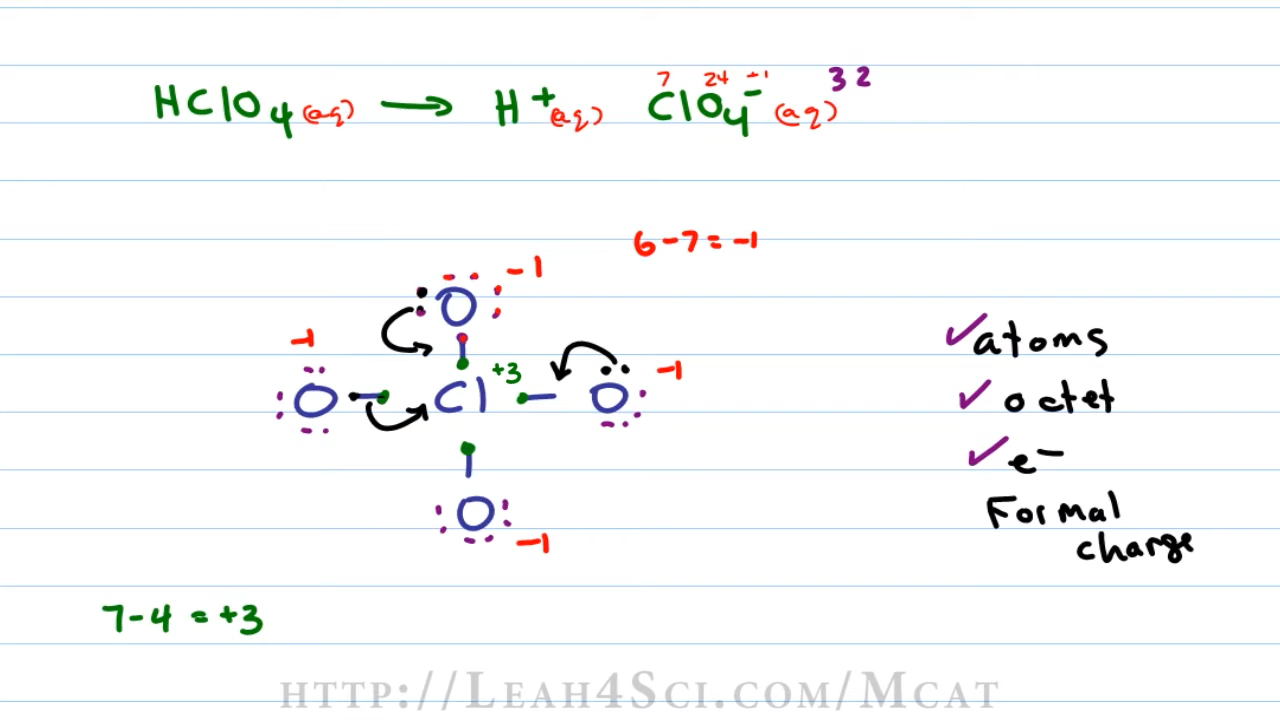 7 24 +1 32
HClO4(aq) → H+(aq) ClO4-(aq)
6-7=-1
O -1
-1
O Cl +3 O -1
O -1
✓atoms
✓octet
✓e-
Formal
charge
7-4 = +3
HTTP://LEAH4SCI.COM/MCAT